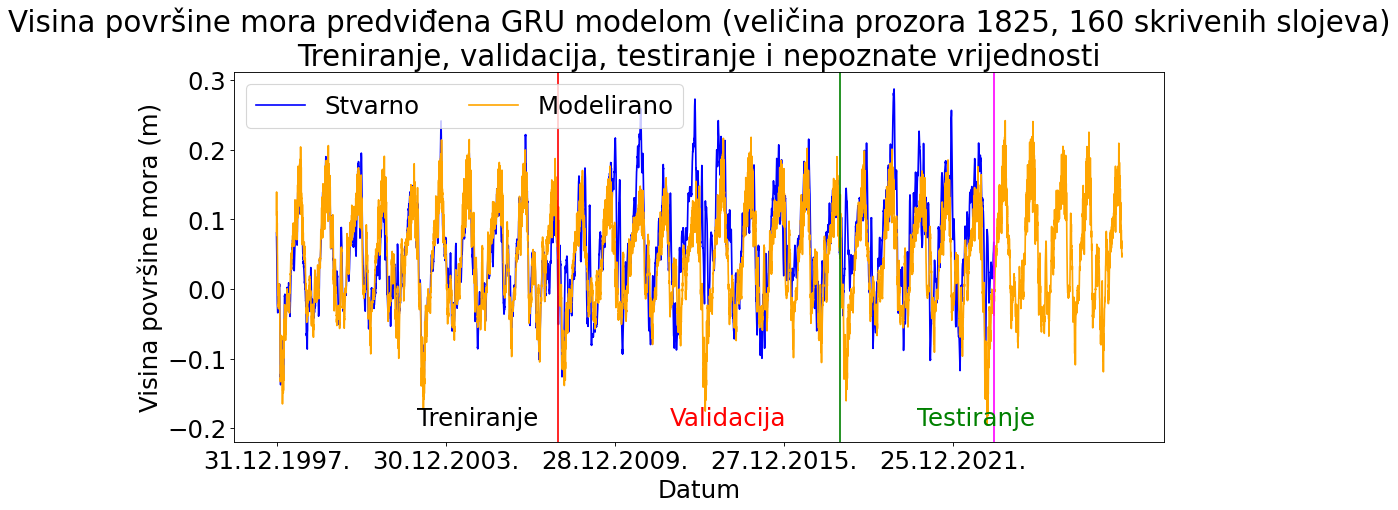 Visina površine mora predviđena GRU modelom (veličina prozora 1825, 160 skrivenih slojeva)
Treniranje, validacija, testiranje i nepoznate vrijednosti
Stvarno Modelirano
Visina površine mora (m)
0.3
0.2
0.1
0.0
−0.1
−0.2
Treniranje Validacija Testiranje
31.12.1997. 30.12.2003. 28.12.2009. 27.12.2015. 25.12.2021.
Datum